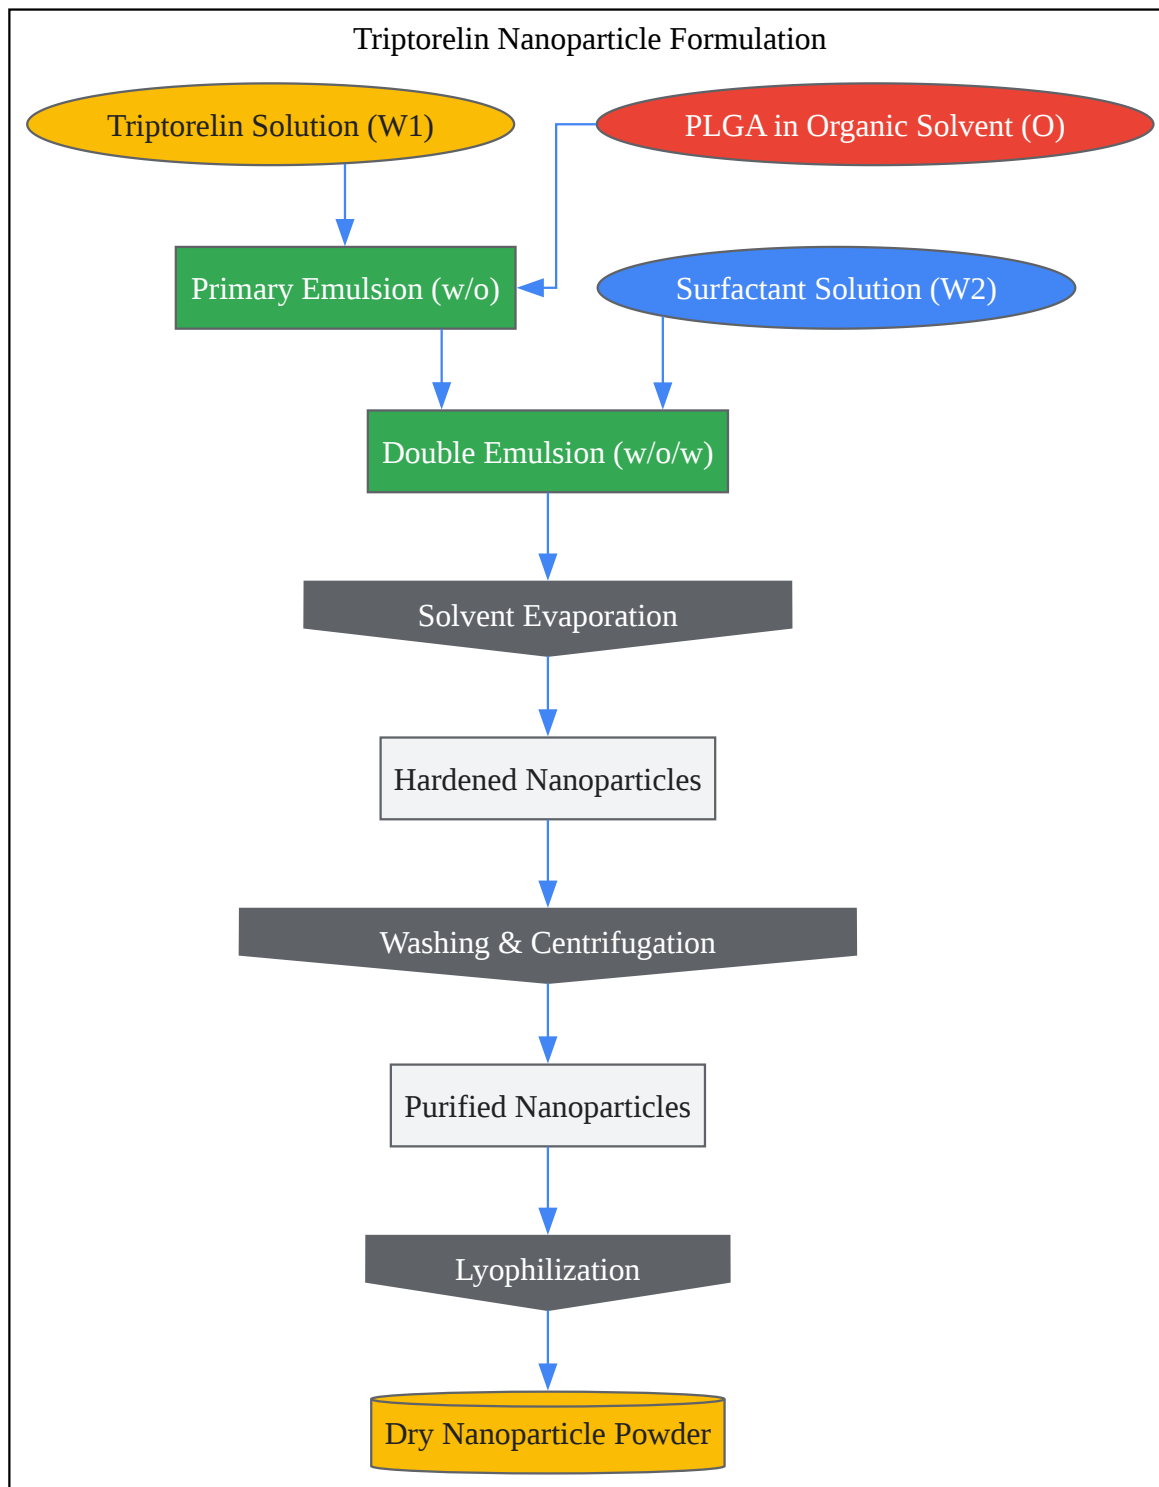 Triptorelin Nanoparticle Formulation
Triptorelin Solution (W1)
PLGA in Organic Solvent (O)
Primary Emulsion (w/o)
Surfactant Solution (W2)
Double Emulsion (w/o/w)
Solvent Evaporation
Hardened Nanoparticles
Washing & Centrifugation
Purified Nanoparticles
Lyophilization
Dry Nanoparticle Powder